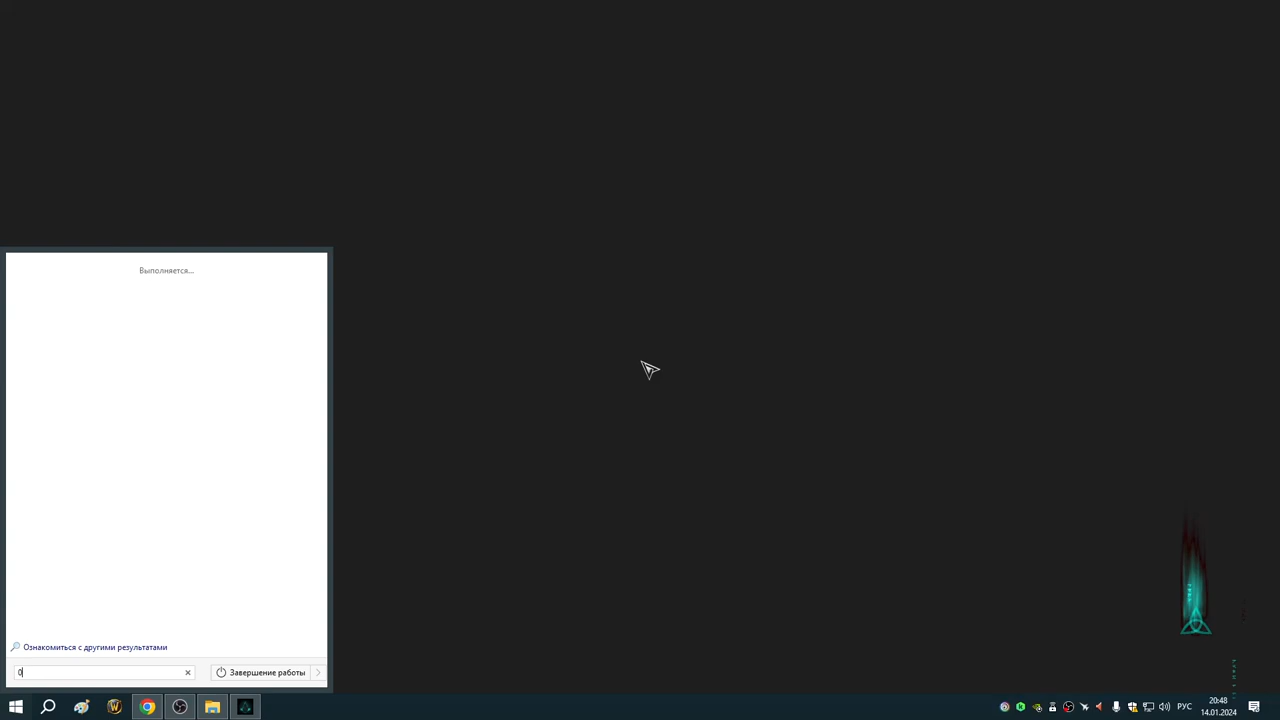 Выполняется...
Ознакомиться с другими результатами
0
Завершение работы
РУС
20:48
14.01.2024